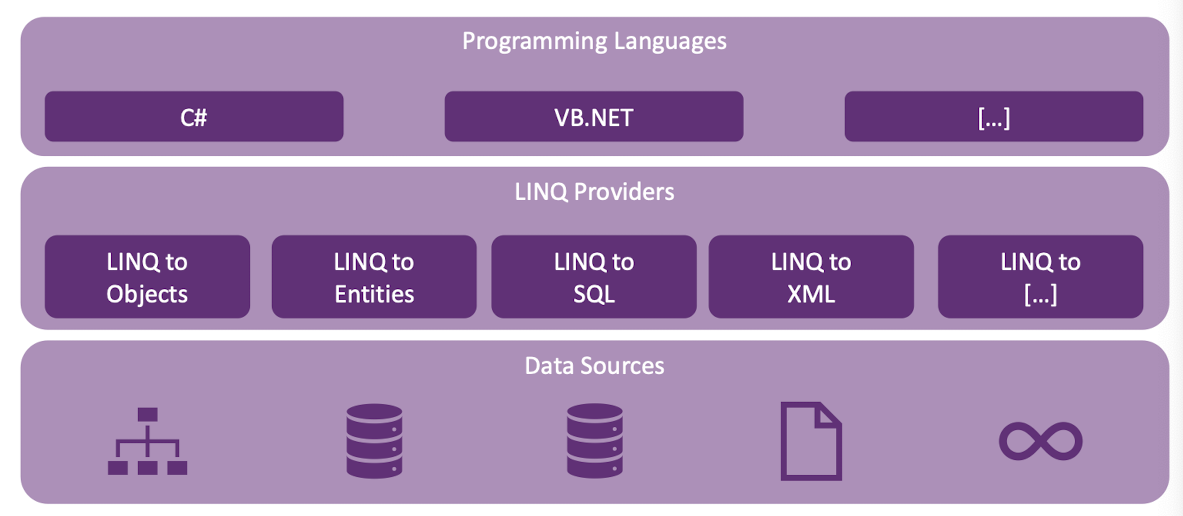 Programming Languages
C#
VB.NET
[...]
LINQ Providers
LINQ to
Objects
LINQ to
Entities
LINQ to
SQL
LINQ to
XML
LINQ to
[...]
Data Sources